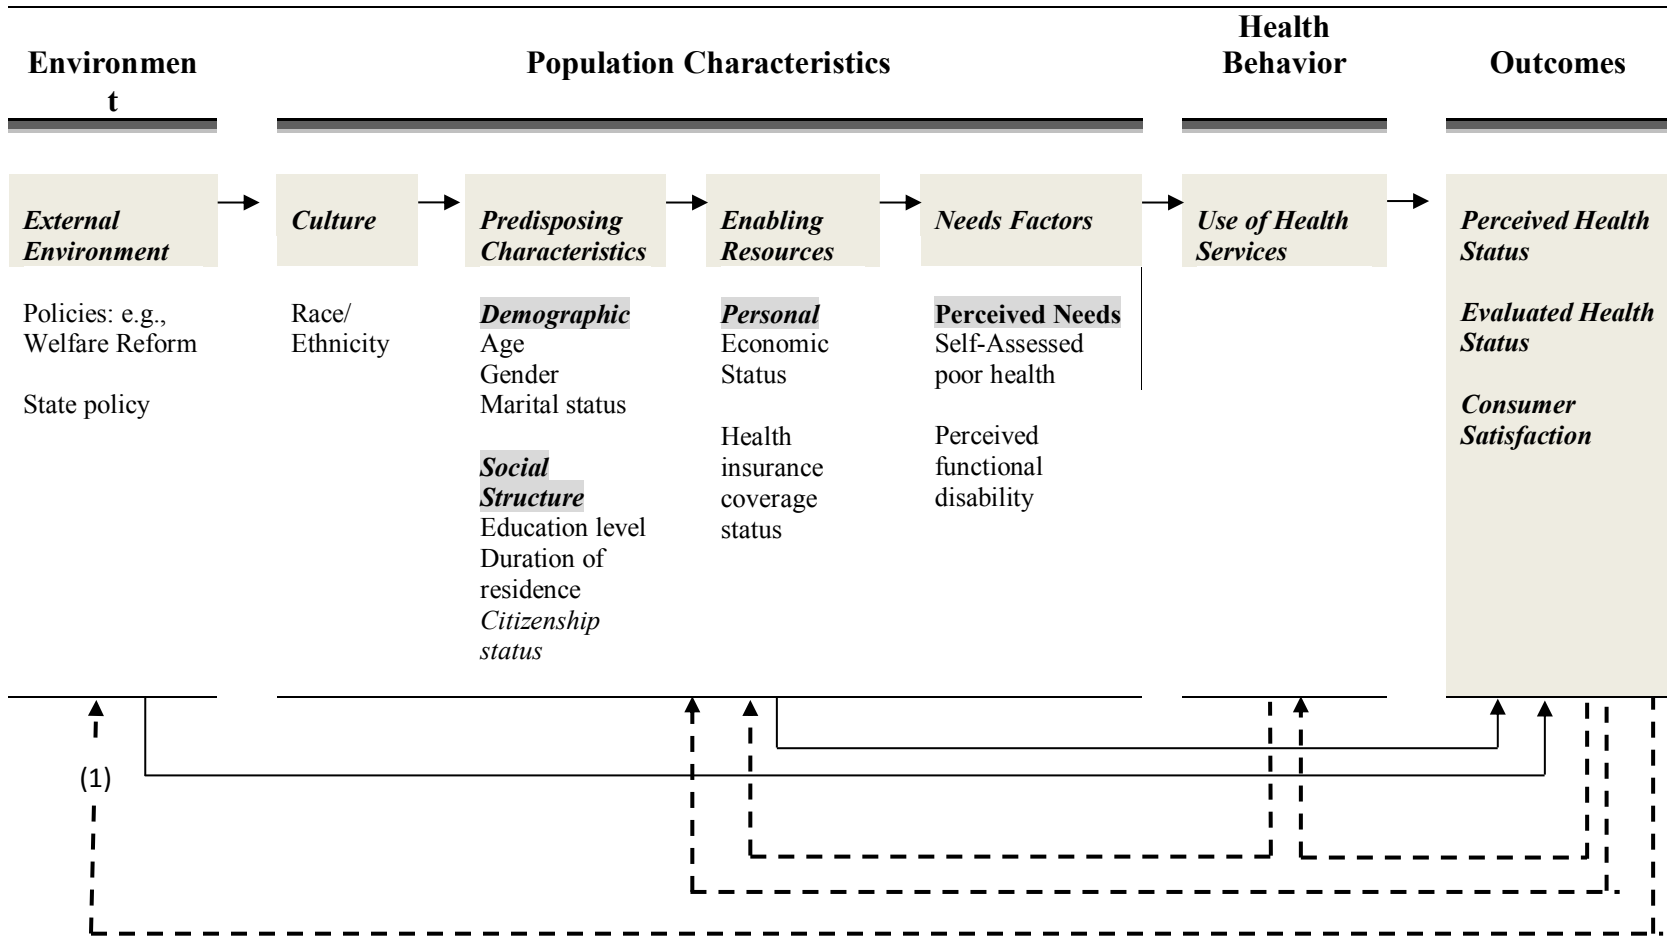 Environmen
t
Population Characteristics
Health
Behavior
Outcomes
External
Environment
Policies: e.g.,
Welfare Reform
State policy
Culture
Race/
Ethnicity
Predisposing
Characteristics
Demographic
Age
Gender
Marital status
Social
Structure
Education level
Duration of
residence
Citizenship
status
Enabling
Resources
Personal
Economic
Status
Health
insurance
coverage
status
Needs Factors
Perceived Needs
Self-Assessed
poor health
Perceived
functional
disability
Use of Health
Services
Perceived Health
Status
Evaluated Health
Status
Consumer
Satisfaction
(1)